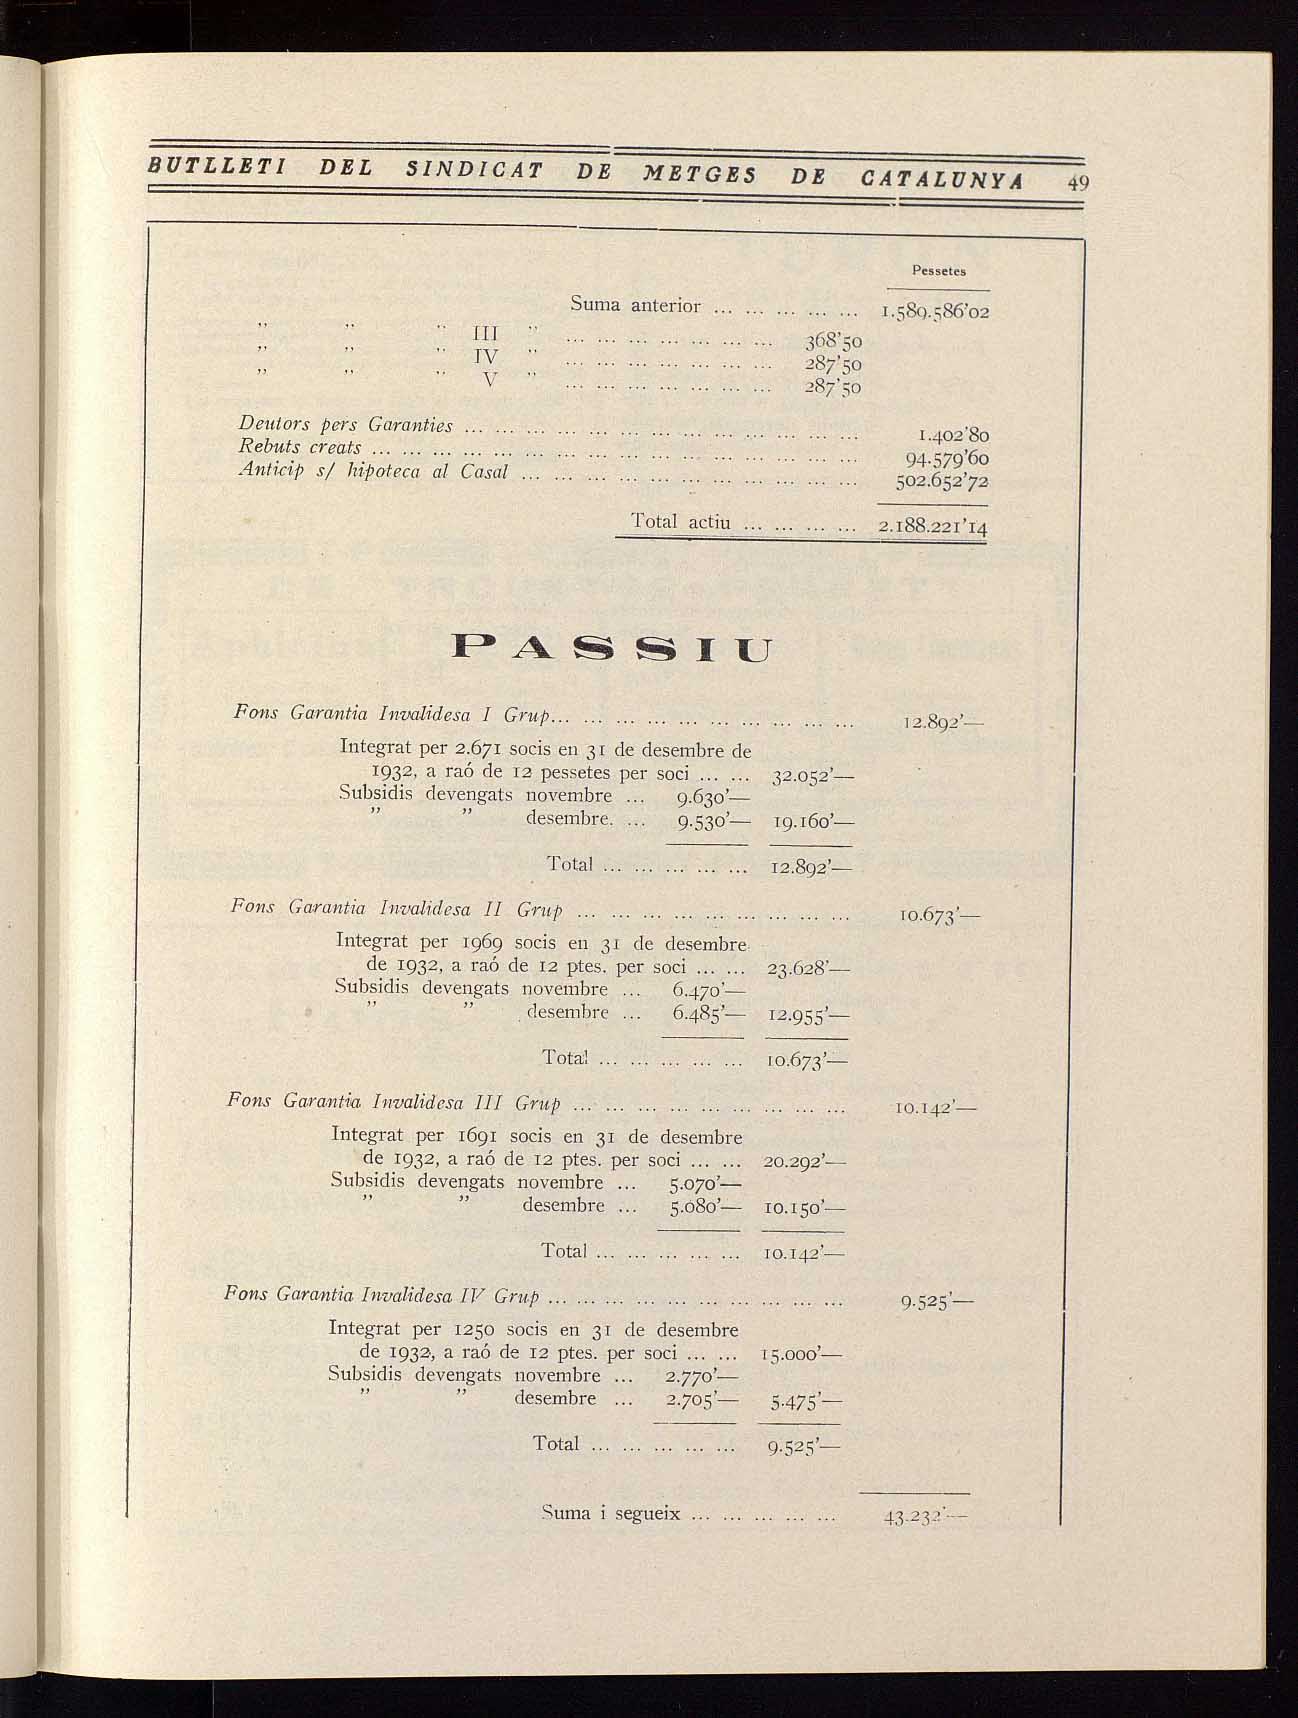 BUTLLETI DEL SINDICAT DE METGES DE CATALUNYA 49
Pessetes
Suma anterior ... ... ... ... ... 1.589.586'02
" " " III " ... ... ... ... ... ... ... 368'50
" " " IV " ... ... ... ... ... ... ... 287'50
" " " V " ... ... ... ... ... ... ... 287'50
Deutors pers Garanties ... ... ... ... ... ... ... ... ... ... ... ... ... 1.402'80
Rebuts creats ... ... ... ... ... ... ... ... ... ... ... ... ... ... ... ... 94.579'60
Anticip s/ hipoteca al Casal ... ... ... ... ... ... ... ... ... ... ... 502.652'72
Total actiu ... ... ... ... 2.188.221'14
PASSIU
Fons Garantia Invalidesa I Grup... ... ... ... ... ... ... ... ... ... 12.892'—
Integrat per 2.671 socis en 31 de desembre de
1932, a raó de 12 pessetes per soci ... ... 32.052'—
Subsidis devengats novembre ... 9.630'—
" " desembre. ... 9.530'— 19.160'—
Total ... ... ... ... ... 12.892'—
Fons Garantia Invalidesa II Grup ... ... ... ... ... ... ... ... ... 10.673'—
Integrat per 1969 socis en 31 de desembre
de 1932, a raó de 12 ptes. per soci ... ... 23.628'—
Subsidis devengats novembre ... 6.470'—
" " desembre ... 6.485'— 12.955'—
Total ... ... ... ... ... 10.673'—
Fons Garantia Invalidesa III Grup ... ... ... ... ... ... ... ... ... 10.142'—
Integrat per 1691 socis en 31 de desembre
de 1932, a raó de 12 ptes. per soci ... ... 20.292'—
Subsidis devengats novembre ... 5.070'—
" " desembre ... 5.080'— 10.150'—
Total ... ... ... ... ... 10.142'—
Fons Garantia Invalidesa IV Grup ... ... ... ... ... ... ... ... ... ... 9.525'—
Integrat per 1250 socis en 31 de desembre
de 1932, a raó de 12 ptes. per soci ... ... 15.000'—
Subsidis devengats novembre ... 2.770'—
" " desembre ... 2.705'— 5.475'—
Total ... ... ... ... ... 9.525'—
Suma i segueix ... ... ... ... ... 43.232'—